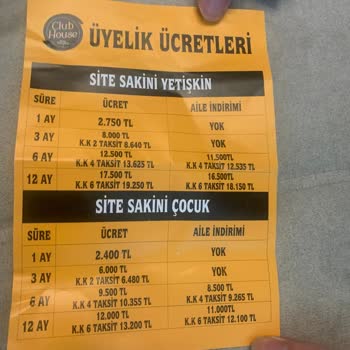 Club House
ÜYELİK ÜCRETLERİ
SİTE SAKİNİ YETİŞKİN
SÜRE ÜCRET AİLE İNDİRİMİ
1 AY 2.750 TL YOK
3 AY 8.000 TL K.K 2 TAKSİT 8.640 TL YOK
6 AY 12.500 TL K.K 4 TAKSİT 13.625 TL 11.500TL K.K 4 TAKSİT 12.535 TL
12 AY 17.500 TL K.K 6 TAKSİT 19.250 TL 16.500TL K.K 6 TAKSİT 18.150 TL
SİTE SAKİNİ ÇOCUK
SÜRE ÜCRET AİLE İNDİRİMİ
1 AY 2.400 TL YOK
3 AY 6.000 TL K.K 2 TAKSİT 6.480 TL YOK
6 AY 9.500 TL K.K 4 TAKSİT 10.355 TL 8.500 TL K.K 4 TAKSİT 9.265 TL
12 AY 12.000 TL K.K 6 TAKSİT 13.200 TL 11.000TL K.K 6 TAKSİT 12.100 TL